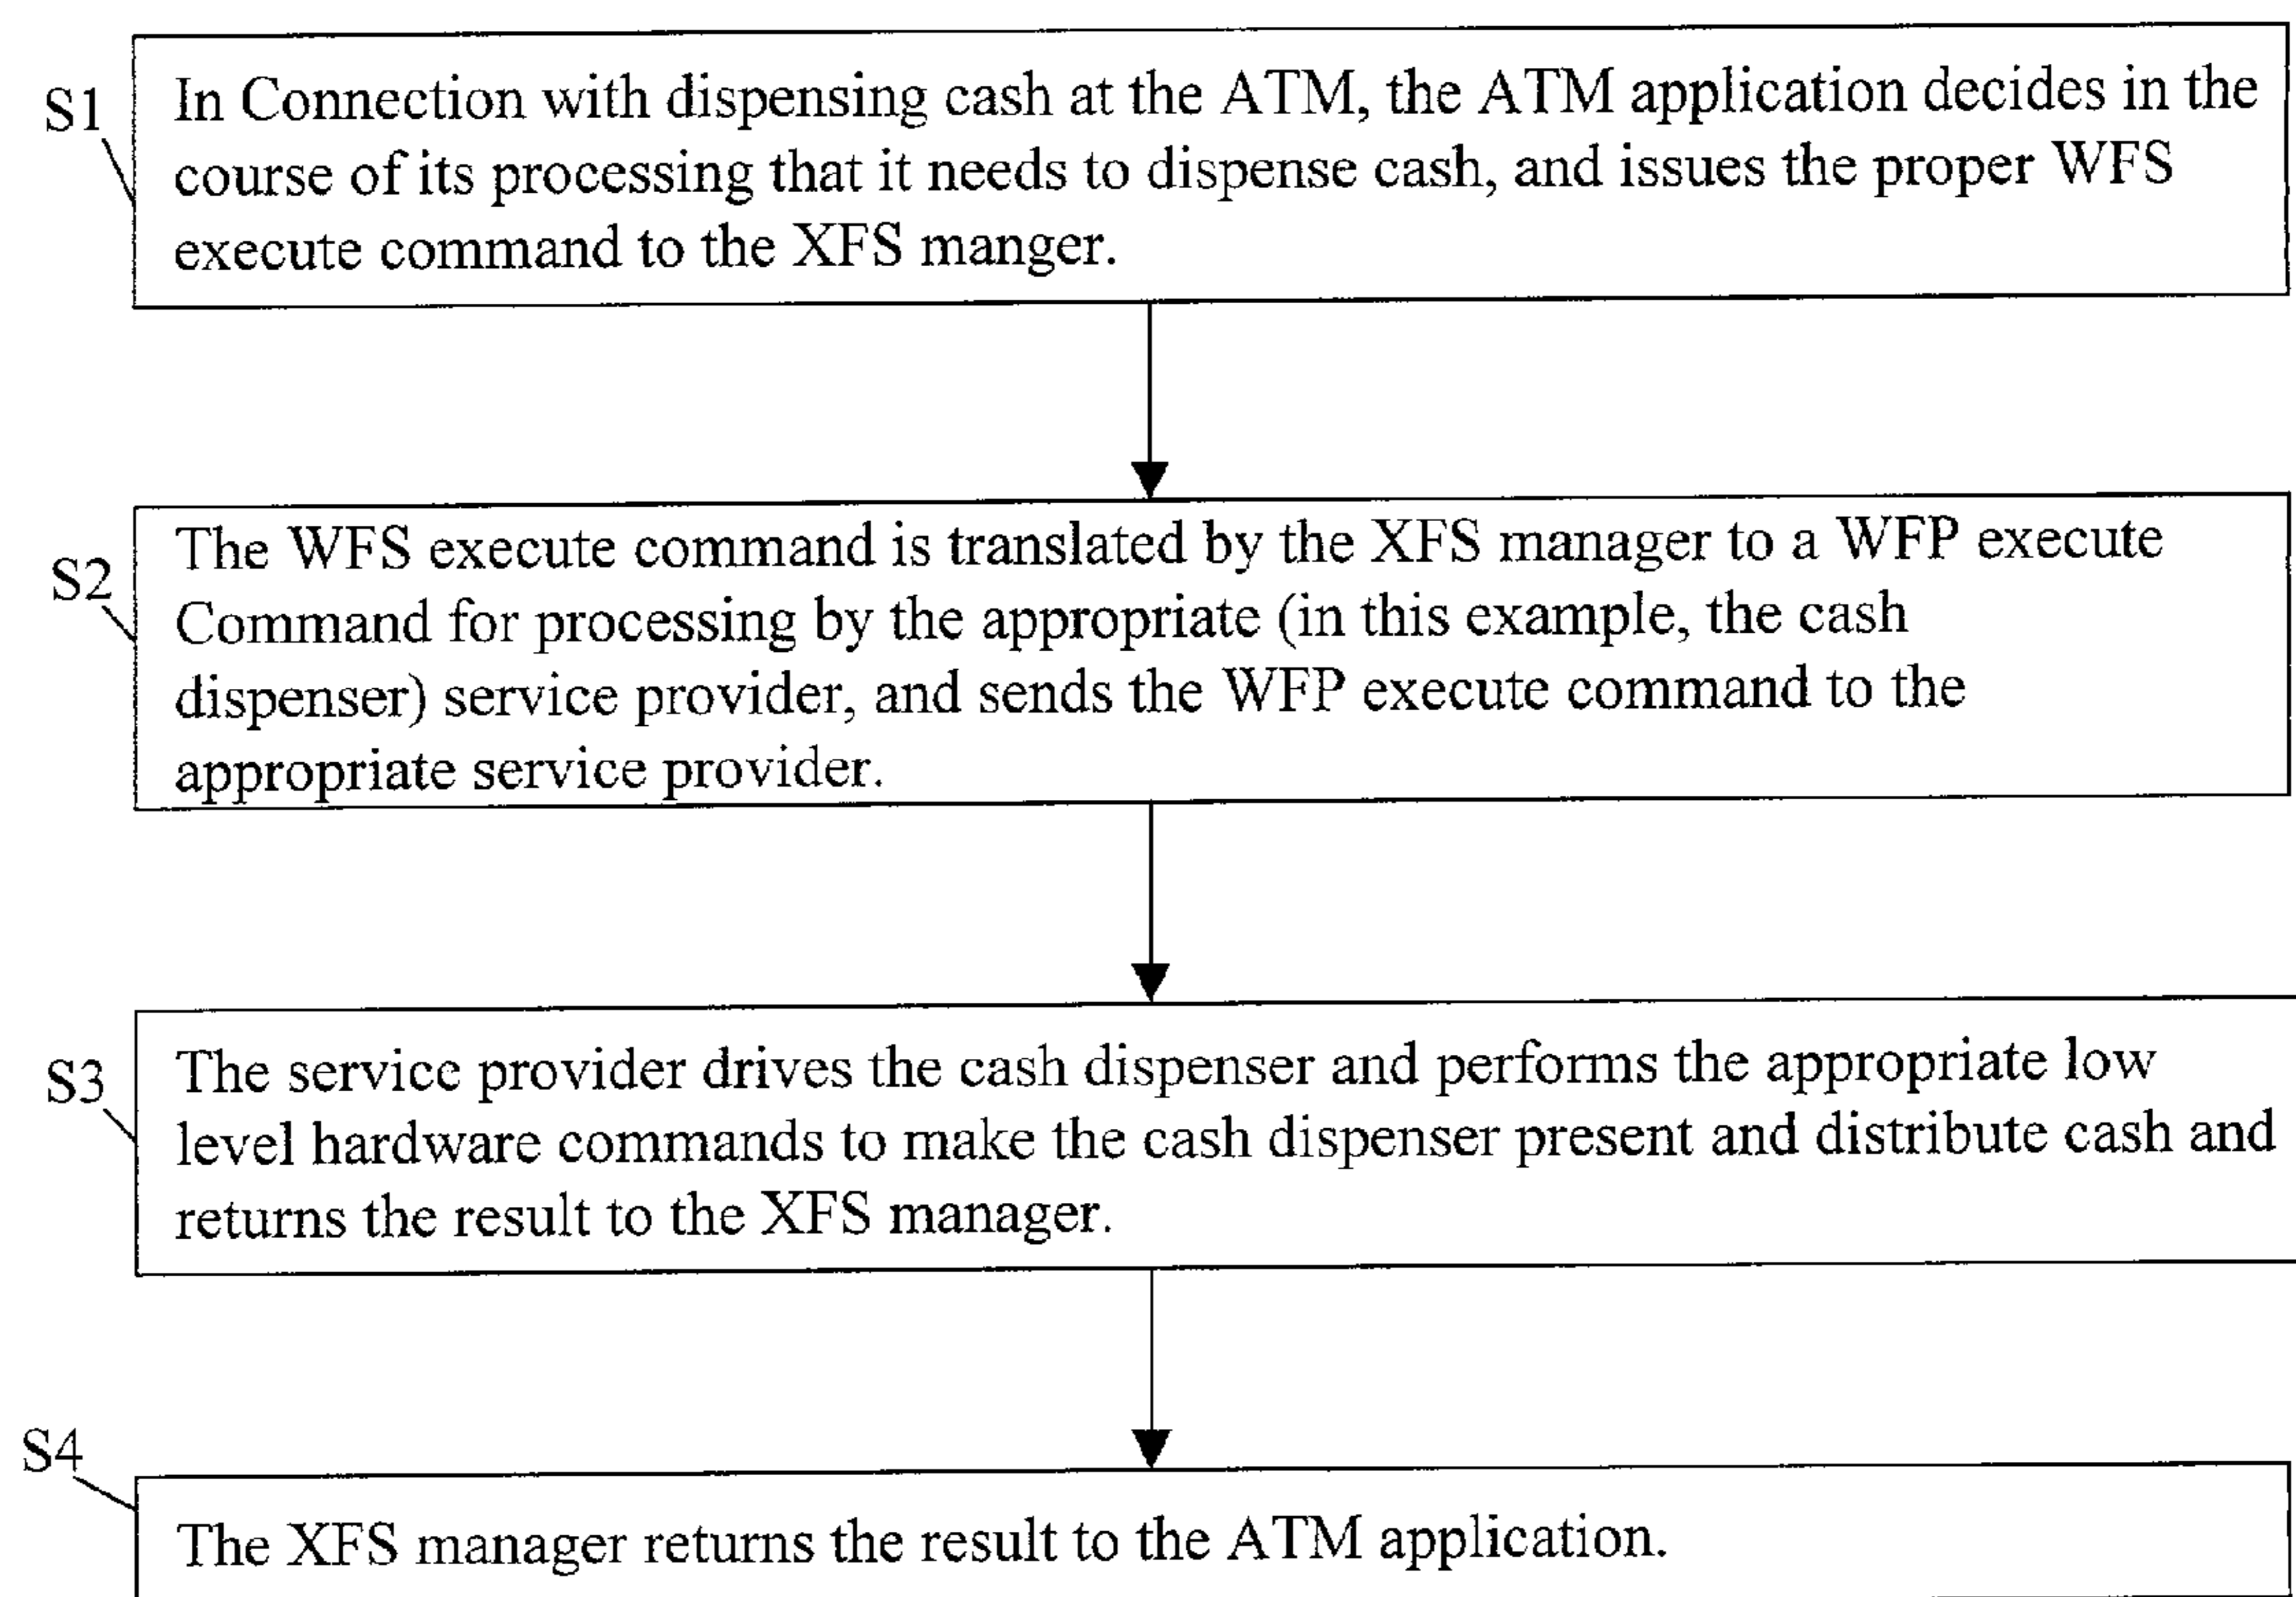 S1
In Connection with dispensing cash at the ATM, the ATM application decides in the
course of its processing that it needs to dispense cash, and issues the proper WFS
execute command to the XFS manger.
S2
The WFS execute command is translated by the XFS manager to a WFP execute
Command for processing by the appropriate (in this example, the cash
dispenser) service provider, and sends the WFP execute command to the
appropriate service provider.
S3
The service provider drives the cash dispenser and performs the appropriate low
level hardware commands to make the cash dispenser present and distribute cash and
returns the result to the XFS manager.
S4
The XFS manager returns the result to the ATM application.